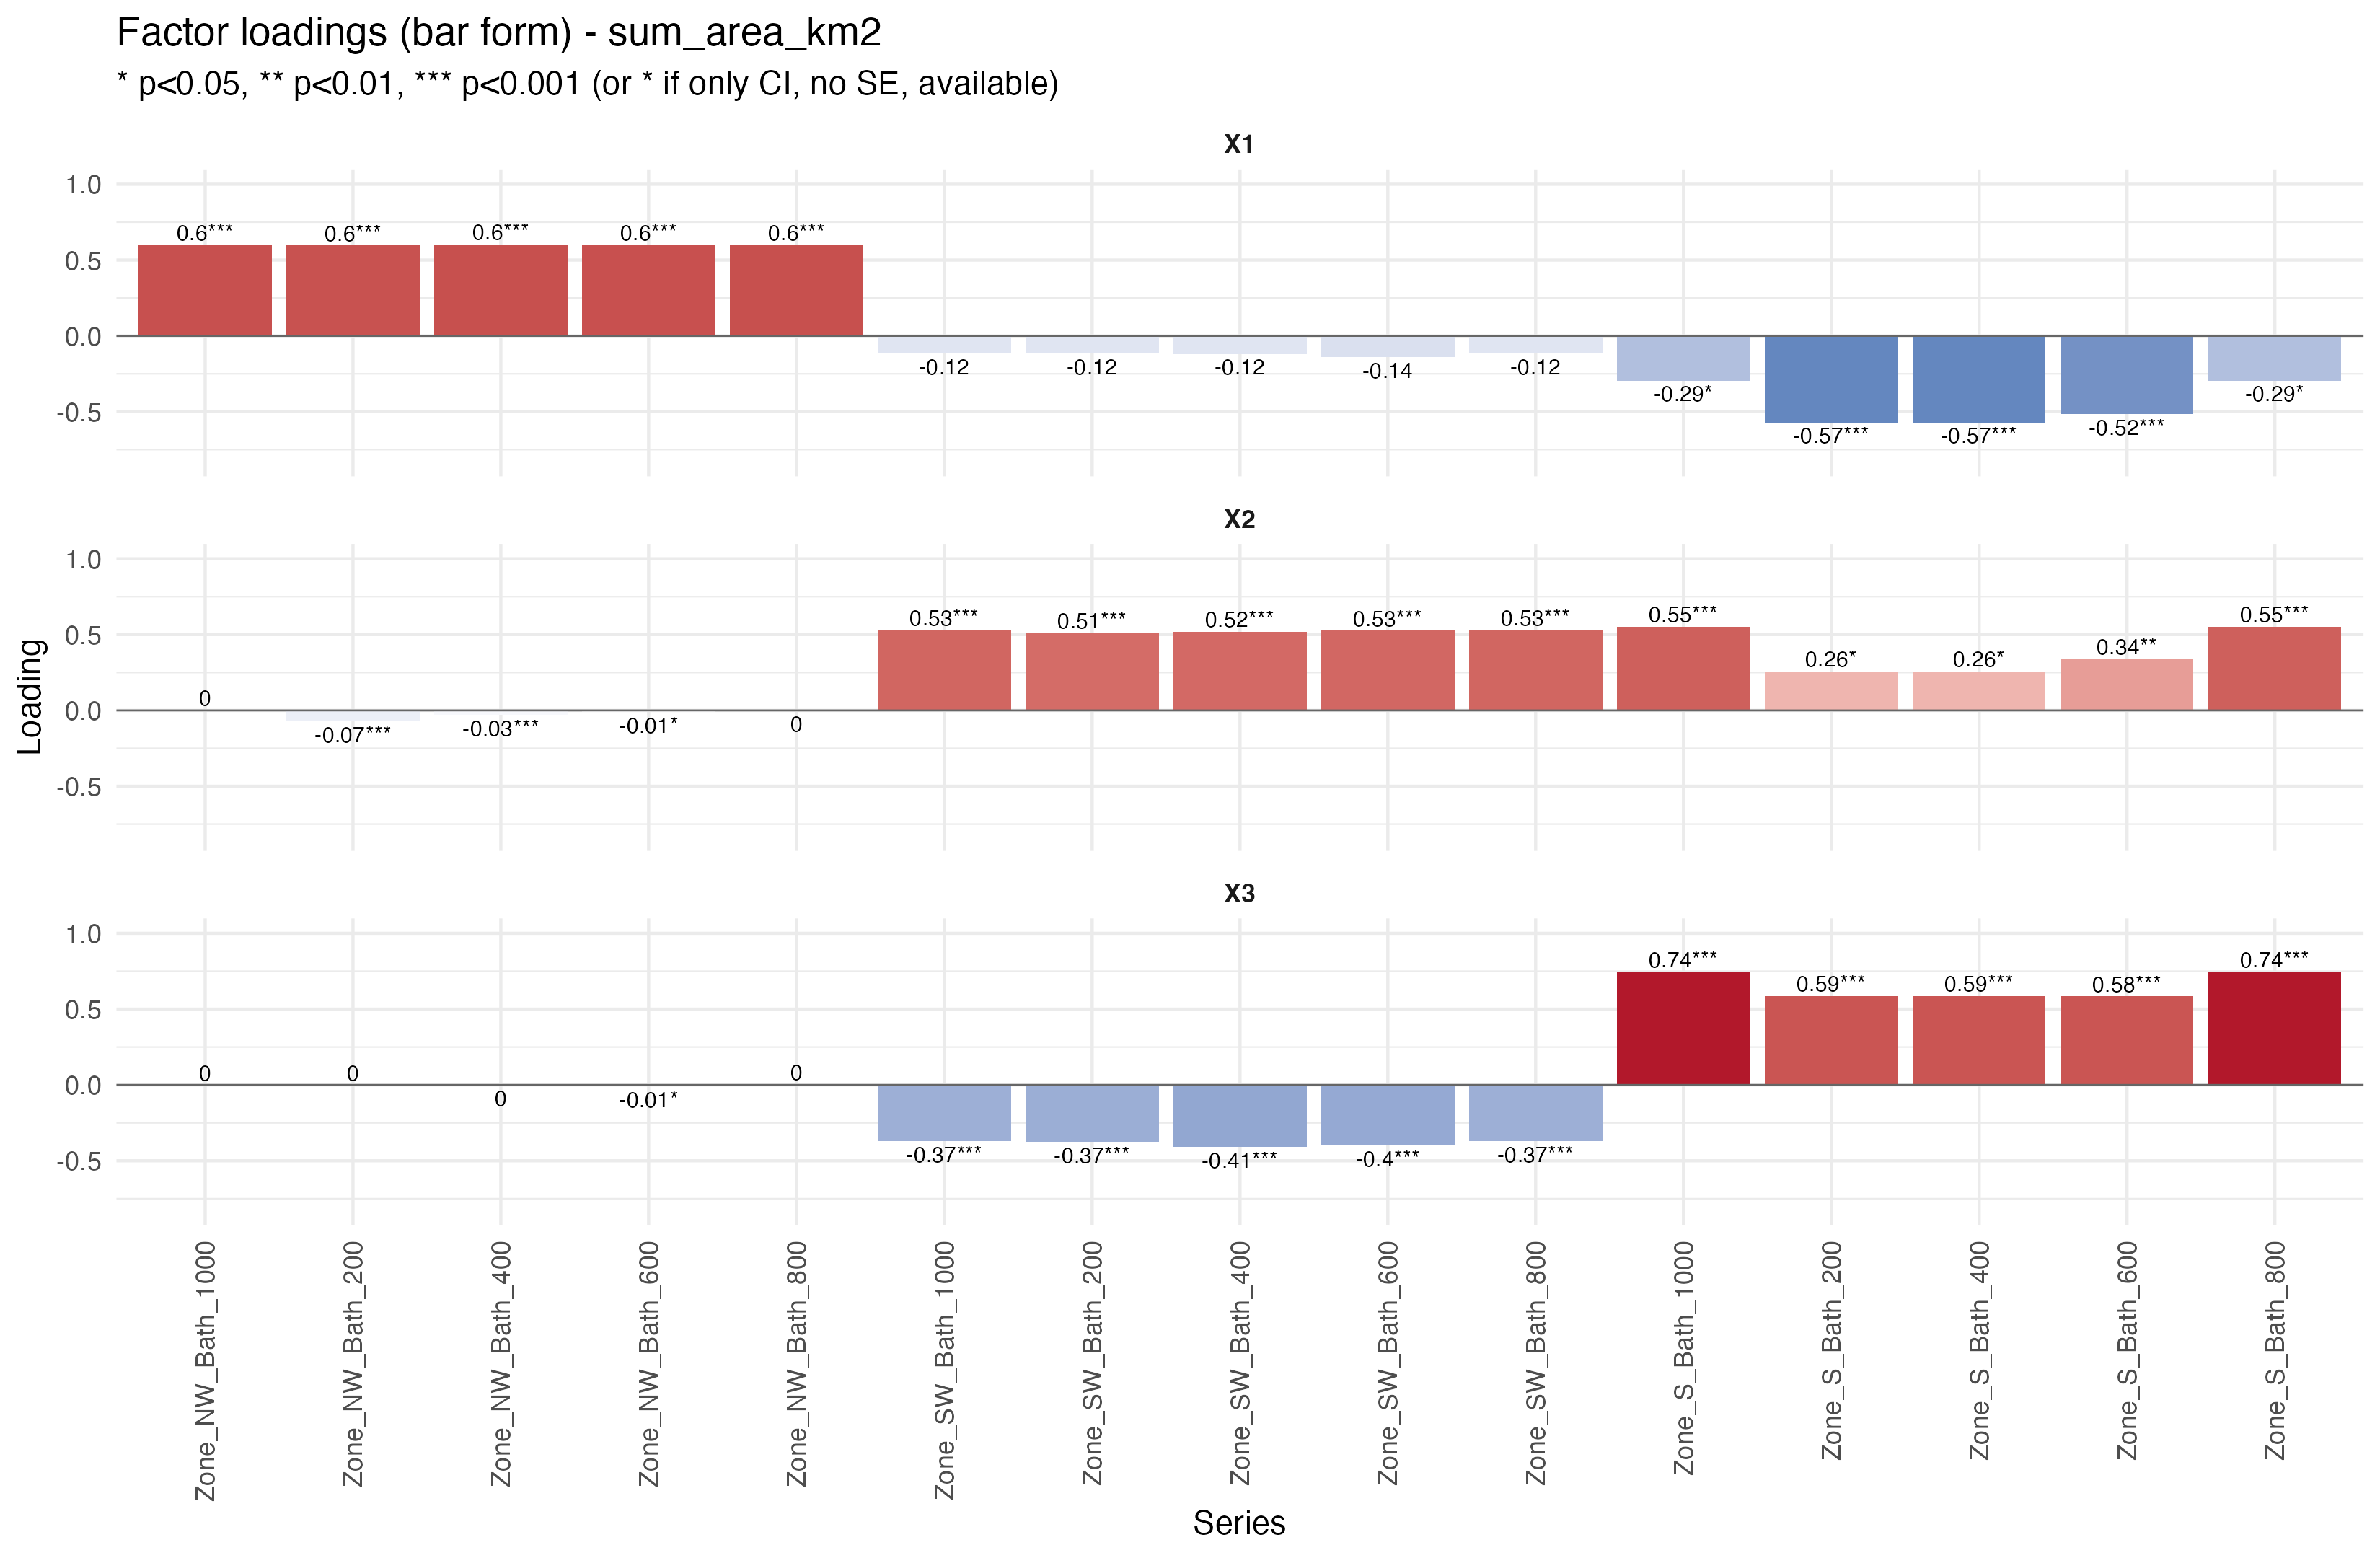 Factor loadings (bar form) - sum_area_km2
* p<0.05, ** p<0.01, *** p<0.001 (or * if only CI, no SE, available)
X1
1.0
0.5
0.0
-0.5
0.6*** 0.6*** 0.6*** 0.6*** 0.6*** -0.12 -0.12 -0.12 -0.14 -0.12 -0.29* -0.57*** -0.57*** -0.52*** -0.29*
X2
1.0
0.5
0.0
-0.5
0 -0.07*** -0.03*** -0.01* 0 0.53*** 0.51*** 0.52*** 0.53*** 0.53*** 0.55*** 0.26* 0.26* 0.34** 0.55***
Loading
X3
1.0
0.5
0.0
-0.5
0 0 0 -0.01* 0 -0.37*** -0.37*** -0.41*** -0.4*** -0.37*** 0.74*** 0.59*** 0.59*** 0.58*** 0.74***
Zone_NW_Bath_1000
Zone_NW_Bath_200
Zone_NW_Bath_400
Zone_NW_Bath_600
Zone_NW_Bath_800
Zone_SW_Bath_1000
Zone_SW_Bath_200
Zone_SW_Bath_400
Zone_SW_Bath_600
Zone_SW_Bath_800
Zone_S_Bath_1000
Zone_S_Bath_200
Zone_S_Bath_400
Zone_S_Bath_600
Zone_S_Bath_800
Series